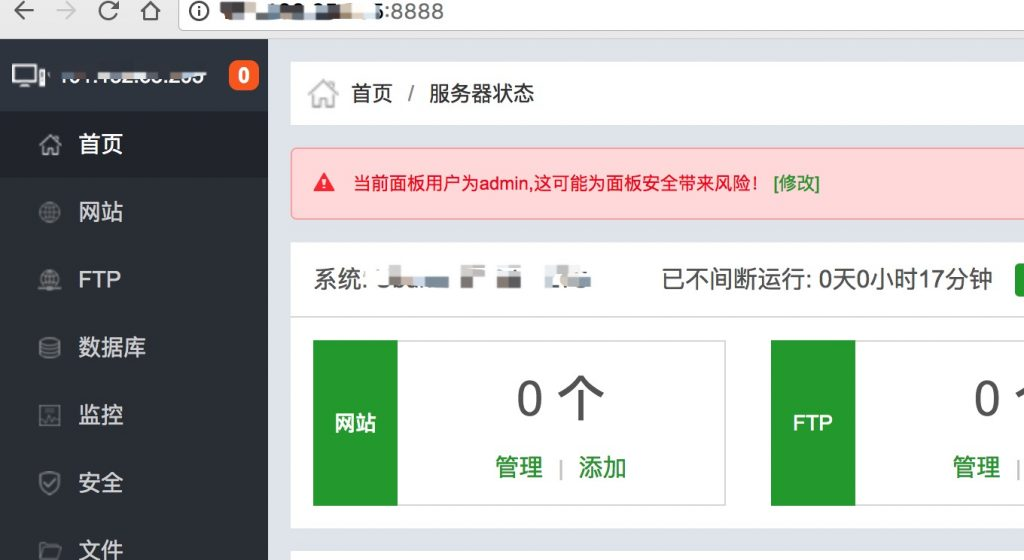 :8888
0
首页 / 服务器状态
首页
网站
FTP
数据库
监控
安全
文件
当前面板用户为admin,这可能为面板安全带来风险! [修改]
系统:
已不间断运行: 0天0小时17分钟
网站
0 个
管理 | 添加
FTP
0
管理 |